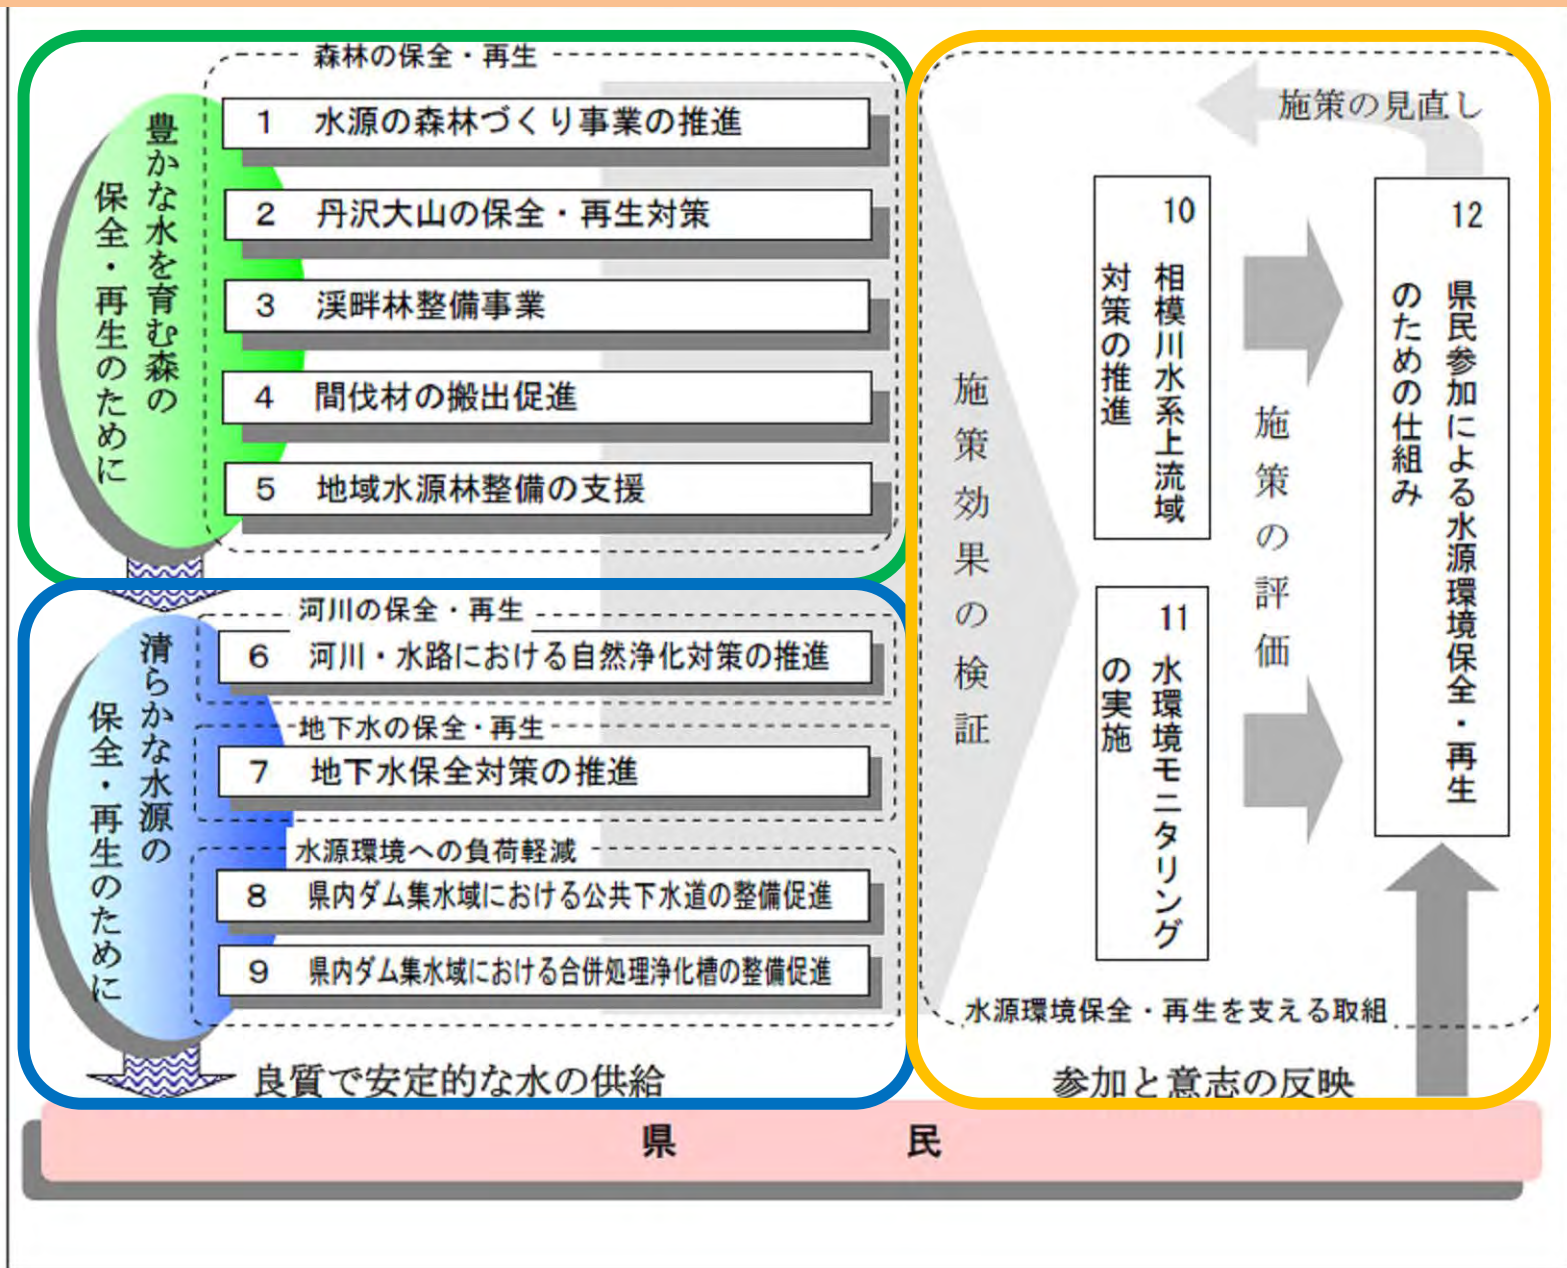 森林の保全・再生
豊かな水を育む森の
保全・再生のために
1 水源の森林づくり事業の推進
2 丹沢大山の保全・再生対策
3 渓畔林整備事業
4 間伐材の搬出促進
5 地域水源林整備の支援
清らかな水源の
保全・再生のために
河川の保全・再生
6 河川・水路における自然浄化対策の推進
地下水の保全・再生
7 地下水保全対策の推進
水源環境への負荷軽減
8 県内ダム集水域における公共下水道の整備促進
9 県内ダム集水域における合併処理浄化槽の整備促進
良質で安定的な水の供給
施策効果の検証
10 相模川水系上流域
対策の推進
11 水環境モニタリング
の実施
施策の評価
施策の見直し
12 県民参加による水源環境保全・再生
のための仕組み
水源環境保全・再生を支える取組
参加と意志の反映
県民